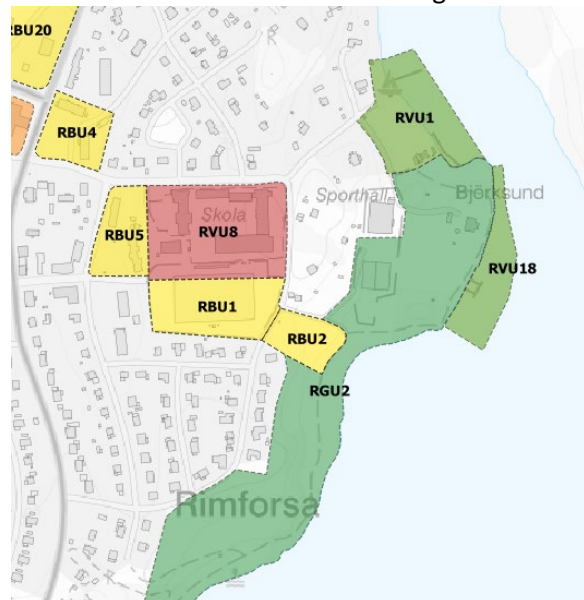 RBU20
RBU4
RVU1
Sporthall
Björksund
Skola
RBU5
RVU8
RVU18
RBU1
RBU2
RGU2
Rimforsa